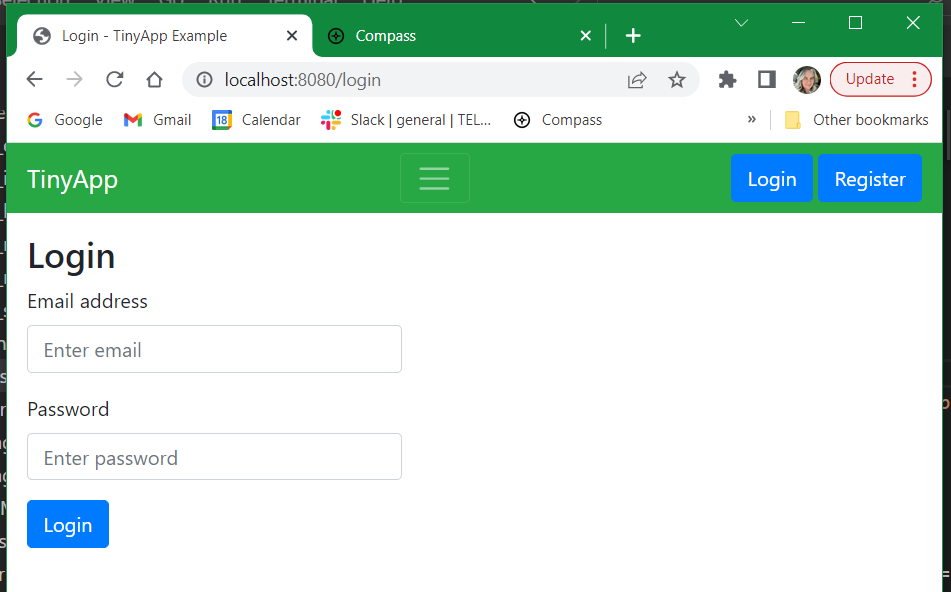 Login - TinyApp Example
Compass
localhost:8080/login
Update
Google
Gmail
18
Calendar
Slack | general | TEL...
Compass
»
Other bookmarks
TinyApp
Login
Register
Login
Email address
Enter email
Password
Enter password
Login